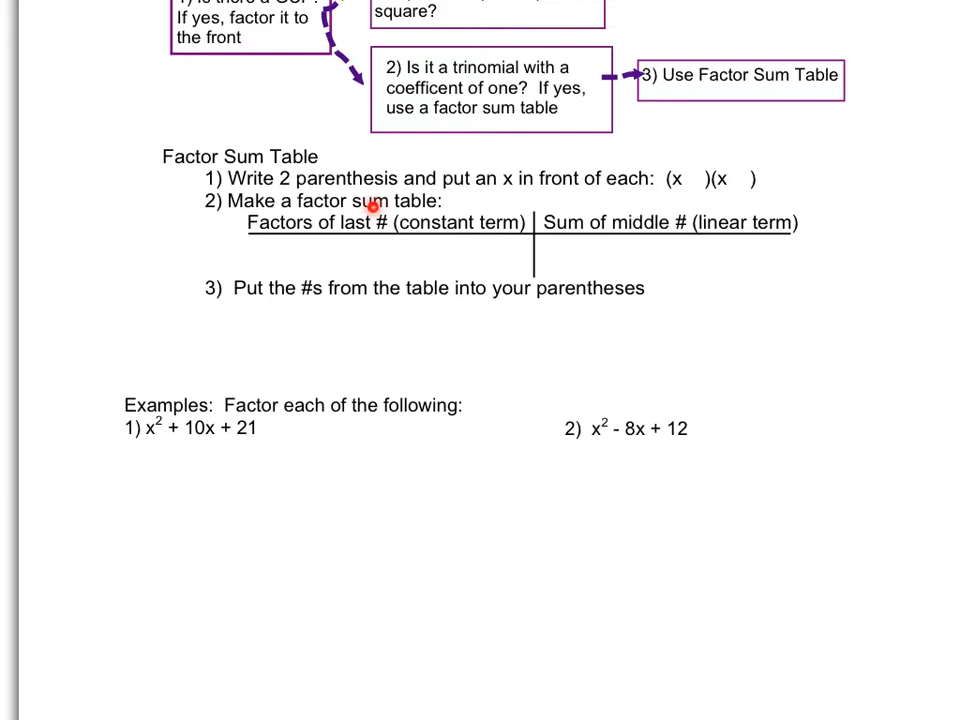 If yes, factor it to
the front
square?
2) Is it a trinomial with a
coefficent of one?  If yes,
use a factor sum table
3) Use Factor Sum Table
Factor Sum Table
1) Write 2 parenthesis and put an x in front of each:  (x    )(x    )
2) Make a factor sum table:
Factors of last # (constant term) | Sum of middle # (linear term)
3)  Put the #s from the table into your parentheses
Examples:  Factor each of the following:
1) x² + 10x + 21
2)  x² - 8x + 12